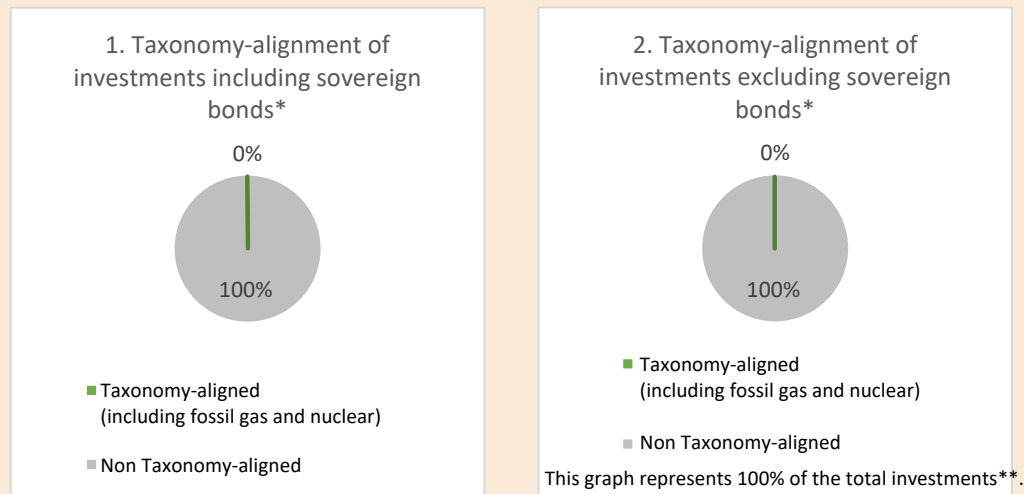 1. Taxonomy-alignment of
investments including sovereign
bonds*
0%
100%
Taxonomy-aligned
(including fossil gas and nuclear)
Non Taxonomy-aligned
2. Taxonomy-alignment of
investments excluding sovereign
bonds*
0%
100%
Taxonomy-aligned
(including fossil gas and nuclear)
Non Taxonomy-aligned
This graph represents 100% of the total investments**.